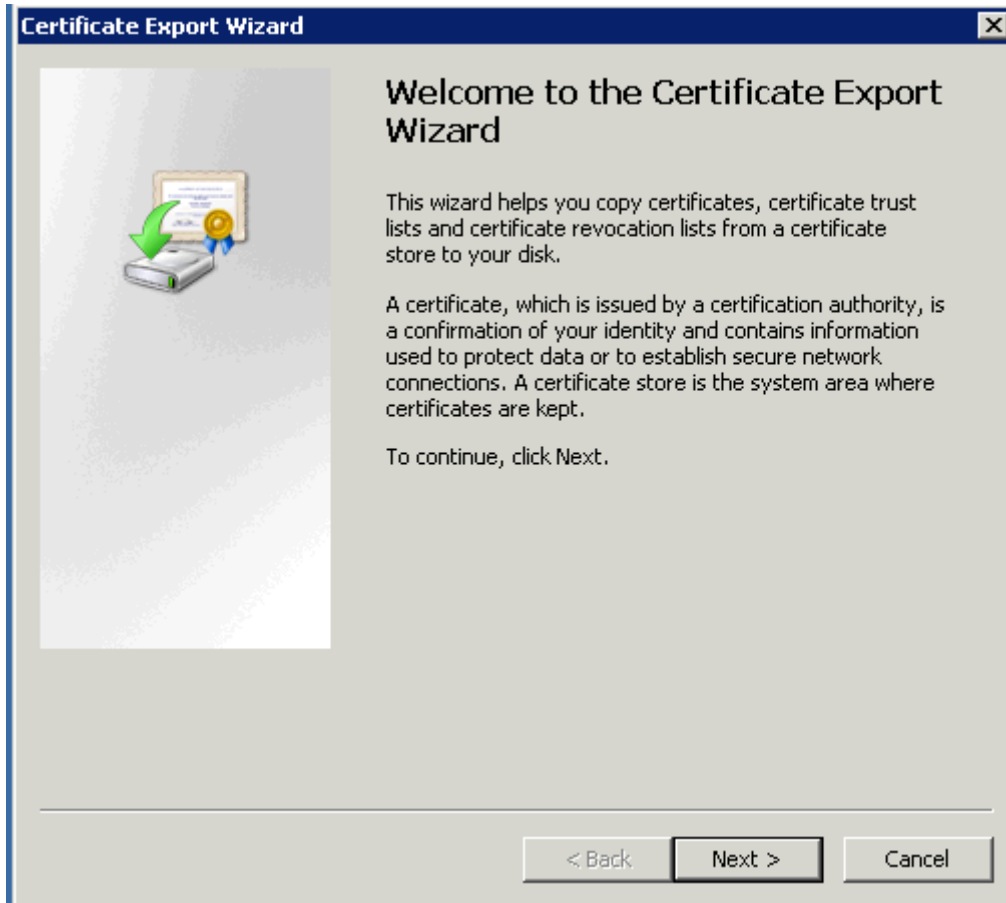 Certificate Export Wizard
Welcome to the Certificate Export
Wizard
This wizard helps you copy certificates, certificate trust
lists and certificate revocation lists from a certificate
store to your disk.
A certificate, which is issued by a certification authority, is
a confirmation of your identity and contains information
used to protect data or to establish secure network
connections. A certificate store is the system area where
certificates are kept.
To continue, click Next.
< Back
Next >
Cancel